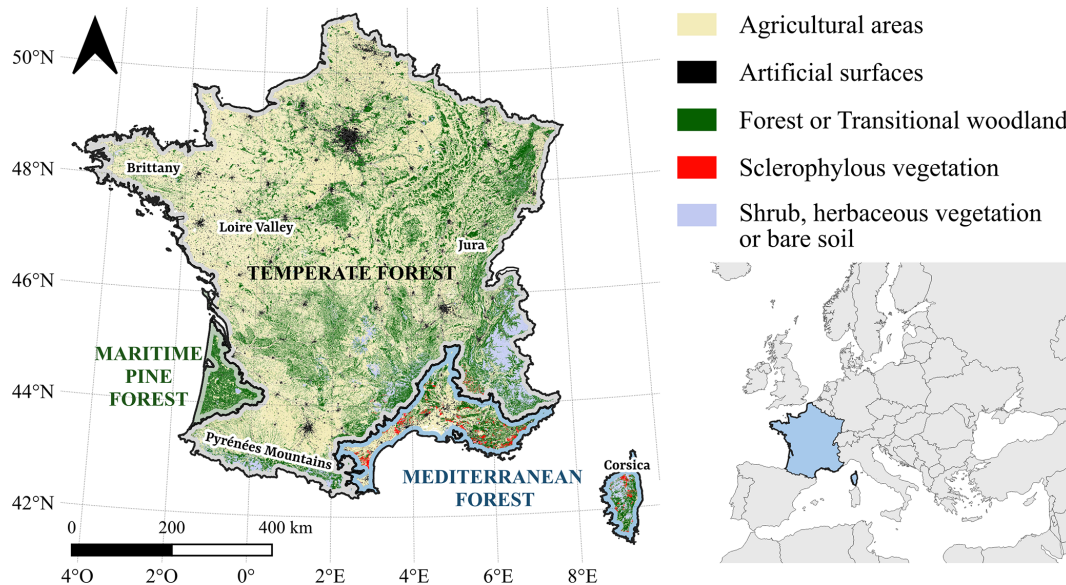 50°N
48°N
46°N
44°N
42°N
Brittany
Loire Valley
Jura
TEMPERATE FOREST
MARITIME
PINE
FOREST
Pyrénées Mountains
MEDITERRANEAN
FOREST
Corsica
0 200 400 km
4°O 2°O 0° 2°E 4°E 6°E 8°E
Agricultural areas
Artificial surfaces
Forest or Transitional woodland
Sclerophylous vegetation
Shrub, herbaceous vegetation
or bare soil